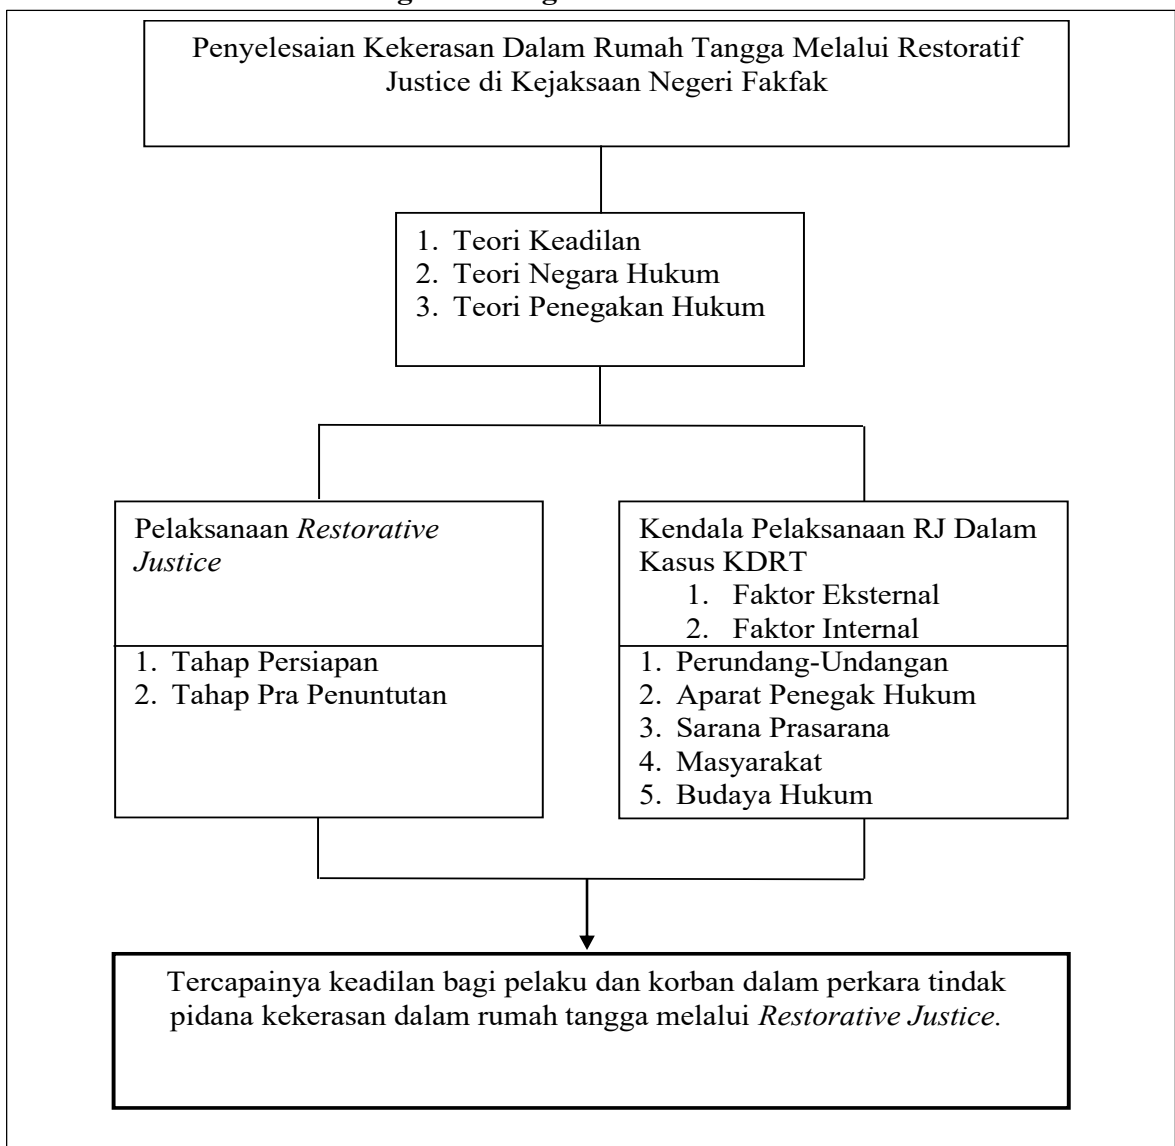 Penyelesaian Kekerasan Dalam Rumah Tangga Melalui Restoratif
Justice di Kejaksaan Negeri Fakfak
1. Teori Keadilan
2. Teori Negara Hukum
3. Teori Penegakan Hukum
Pelaksanaan Restorative
Justice
1. Tahap Persiapan
2. Tahap Pra Penuntutan
Kendala Pelaksanaan RJ Dalam
Kasus KDRT
1. Faktor Eksternal
2. Faktor Internal
1. Perundang-Undangan
2. Aparat Penegak Hukum
3. Sarana Prasarana
4. Masyarakat
5. Budaya Hukum
Tercapainya keadilan bagi pelaku dan korban dalam perkara tindak
pidana kekerasan dalam rumah tangga melalui Restorative Justice.